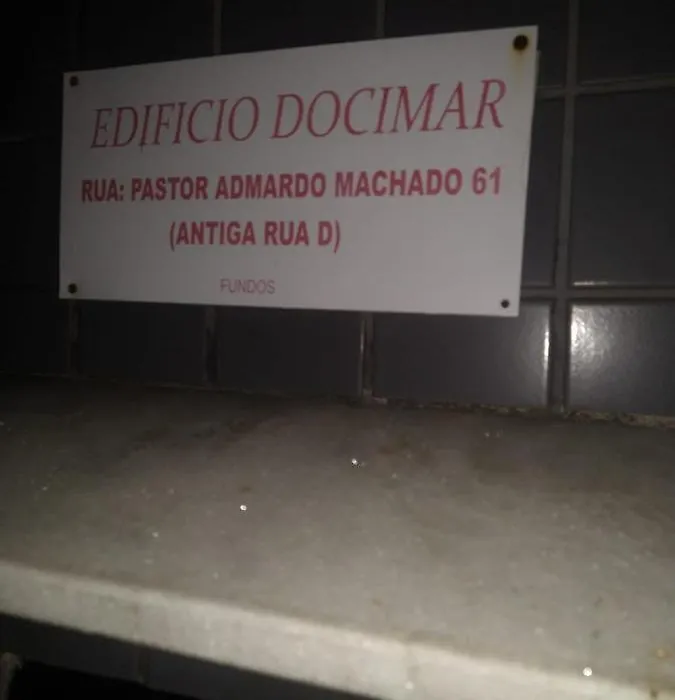 EDIFICIO DOCIMAR
RUA: PASTOR ADMARDO MACHADO 61
(ANTIGA RUA D)
FUNDOS